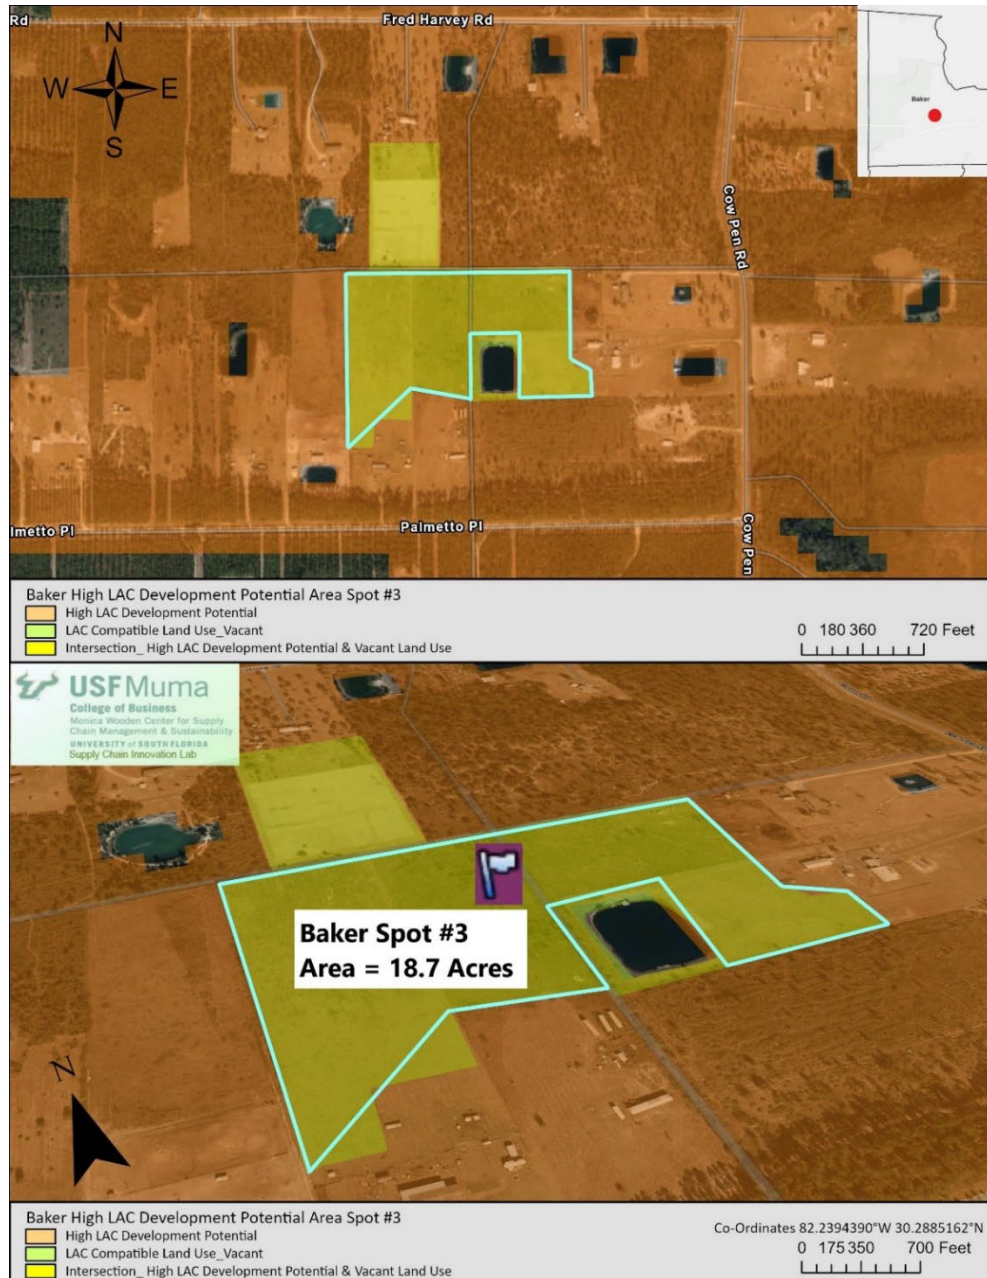 Rd
Fred Harvey Rd
N
W E
S
Baker
Cow Pen Rd
lmetto Pl
Palmetto Pl
Cow Pen
Baker High LAC Development Potential Area Spot #3
High LAC Development Potential
LAC Compatible Land Use_Vacant
Intersection_ High LAC Development Potential & Vacant Land Use
0 180 360 720 Feet
USF Muma
College of Business
Monica Wooden Center for Supply
Chain Management & Sustainability
UNIVERSITY of SOUTH FLORIDA
Supply Chain Innovation Lab
Baker Spot #3
Area = 18.7 Acres
N
Baker High LAC Development Potential Area Spot #3
High LAC Development Potential
LAC Compatible Land Use_Vacant
Intersection_ High LAC Development Potential & Vacant Land Use
Co-Ordinates 82.2394390°W 30.2885162°N
0 175 350 700 Feet